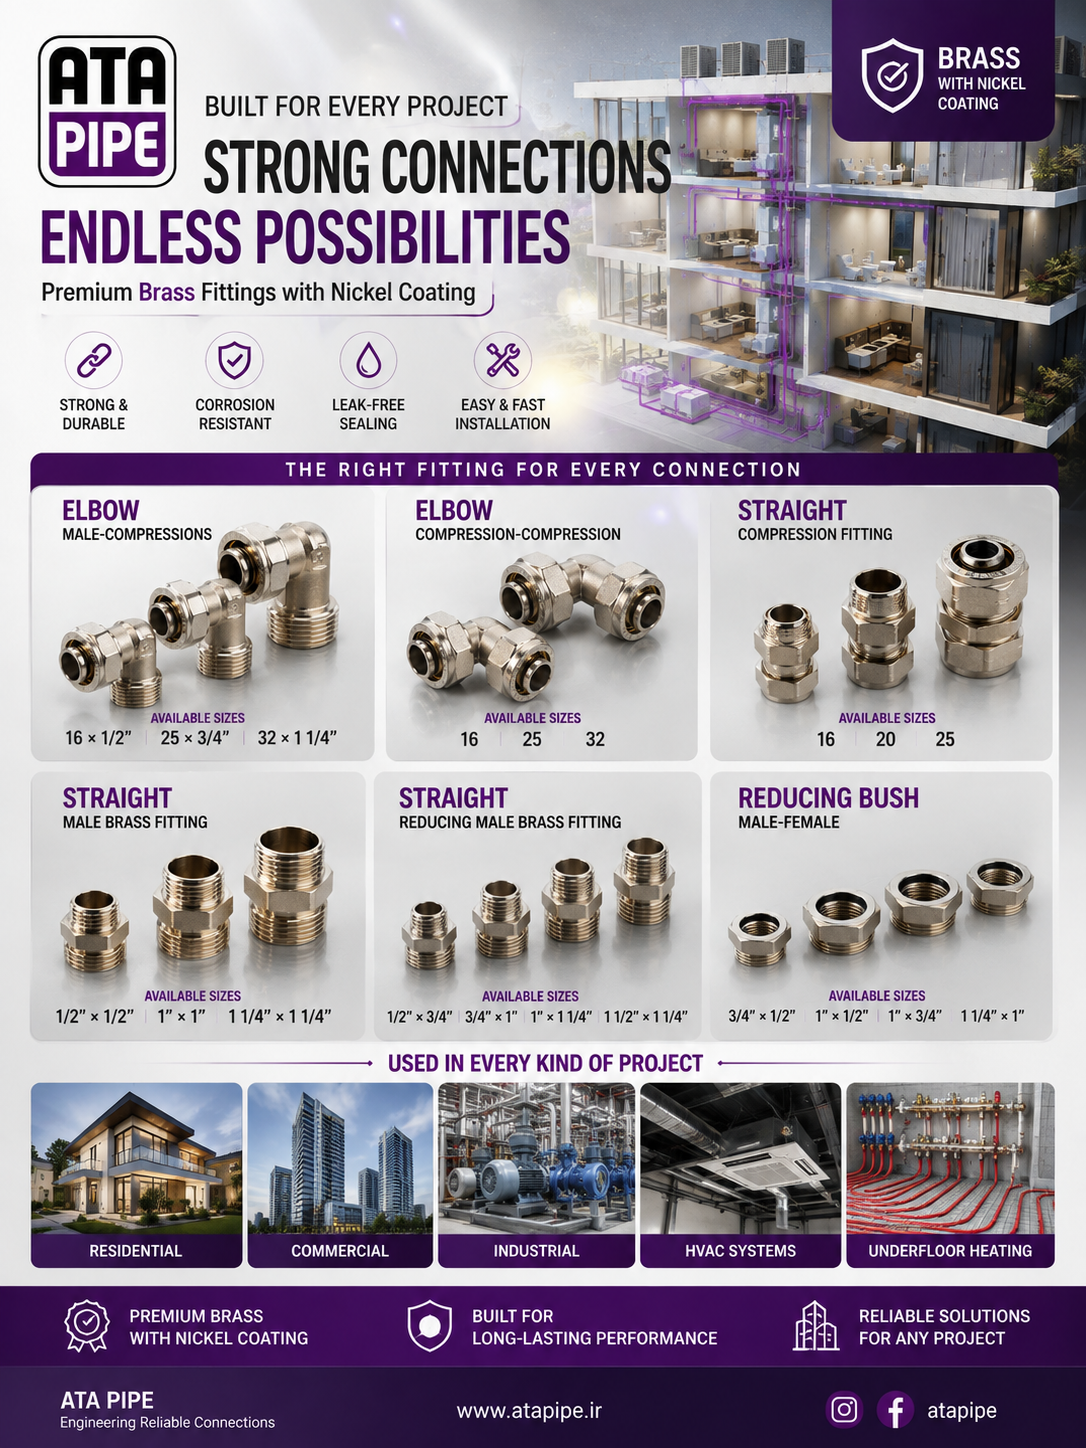 ATA
PIPE
BUILT FOR EVERY PROJECT
STRONG CONNECTIONS
ENDLESS POSSIBILITIES
Premium Brass Fittings with Nickel Coating
BRASS
WITH NICKEL
COATING
STRONG &
DURABLE
CORROSION
RESISTANT
LEAK-FREE
SEALING
EASY & FAST
INSTALLATION
THE RIGHT FITTING FOR EVERY CONNECTION
ELBOW
MALE-COMPRESSIONS
AVAILABLE SIZES
16 × 1/2” 25 × 3/4” 32 × 1 1/4”
ELBOW
COMPRESSION-COMPRESSION
AVAILABLE SIZES
16 25 32
STRAIGHT
COMPRESSION FITTING
AVAILABLE SIZES
16 20 25
STRAIGHT
MALE BRASS FITTING
AVAILABLE SIZES
1/2” × 1/2” 1” × 1” 1 1/4” × 1 1/4”
STRAIGHT
REDUCING MALE BRASS FITTING
AVAILABLE SIZES
1/2” × 3/4” 3/4” × 1” 1” × 1 1/4” 1 1/2” × 1 1/4”
REDUCING BUSH
MALE-FEMALE
AVAILABLE SIZES
3/4” × 1/2” 1” × 1/2” 1” × 3/4” 1 1/4” × 1”
USED IN EVERY KIND OF PROJECT
RESIDENTIAL
COMMERCIAL
INDUSTRIAL
HVAC SYSTEMS
UNDERFLOOR HEATING
PREMIUM BRASS
WITH NICKEL COATING
BUILT FOR
LONG-LASTING PERFORMANCE
RELIABLE SOLUTIONS
FOR ANY PROJECT
ATA PIPE
Engineering Reliable Connections
www.atapipe.ir
atapipe